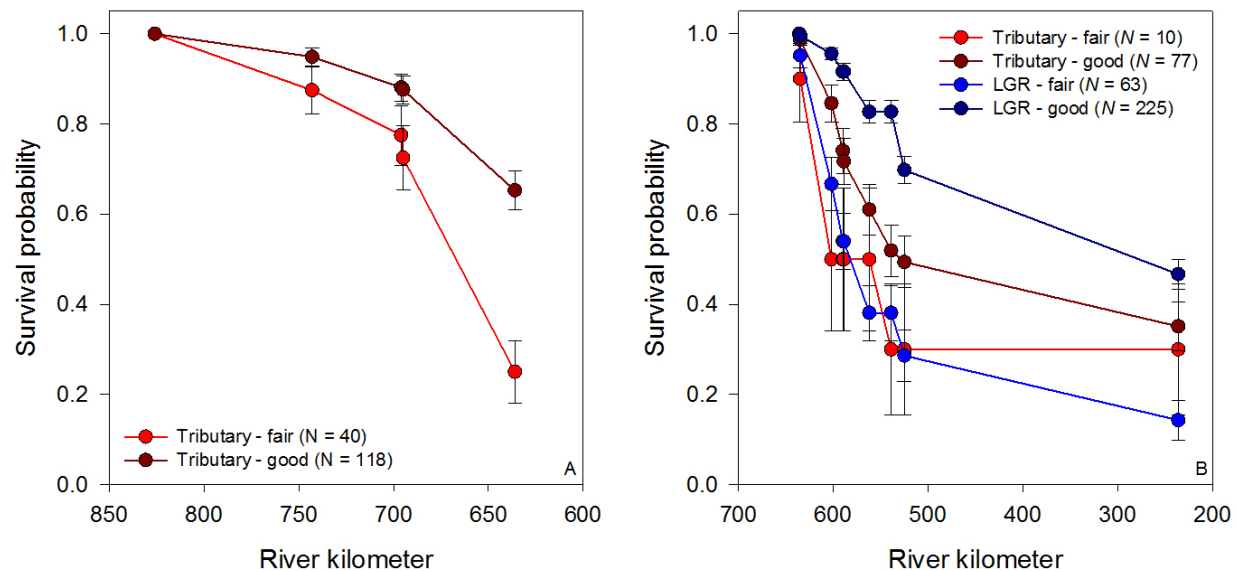 Survival probability
1.0
0.8
0.6
0.4
0.2
0.0
Tributary - fair (N = 40)
Tributary - good (N = 118)
A
850
800
750
700
650
600
River kilometer
Survival probability
1.0
0.8
0.6
0.4
0.2
0.0
Tributary - fair (N = 10)
Tributary - good (N = 77)
LGR - fair (N = 63)
LGR - good (N = 225)
B
700
600
500
400
300
200
River kilometer